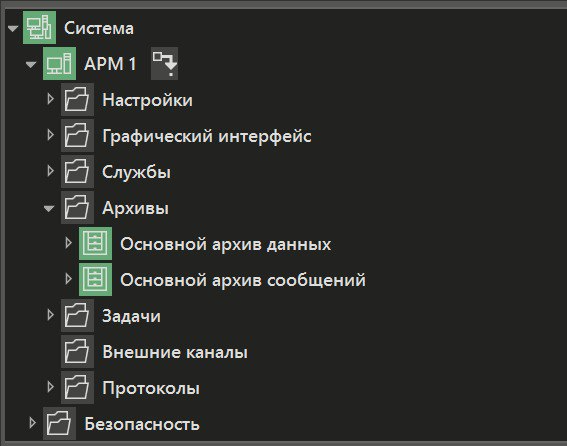 Система
АРМ 1
Настройки
Графический интерфейс
Службы
Архивы
Основной архив данных
Основной архив сообщений
Задачи
Внешние каналы
Протоколы
Безопасность